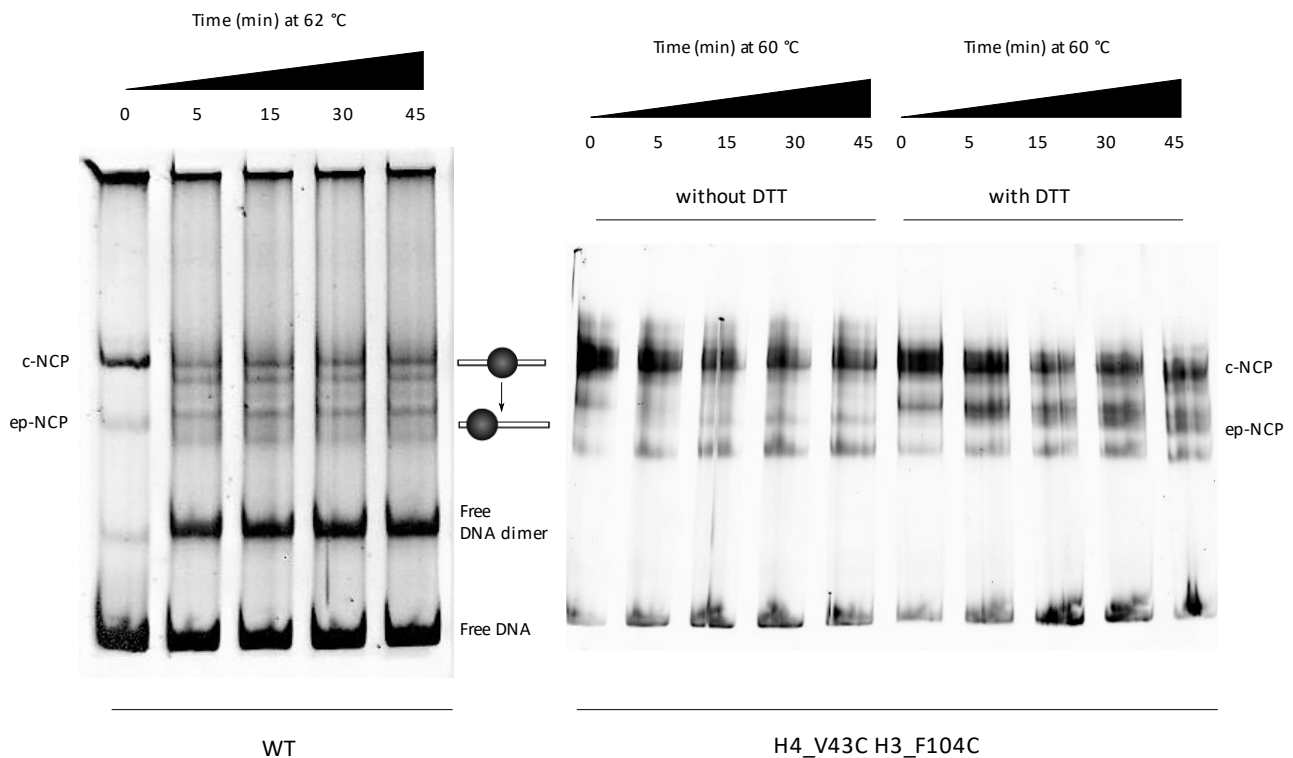 Time (min) at 62 °C
0 5 15 30 45
Time (min) at 60 °C
Time (min) at 60 °C
0 5 15 30 45
0 5 15 30 45
without DTT
with DTT
c-NCP
ep-NCP
Free
DNA dimer
Free DNA
c-NCP
ep-NCP
WT
H4_V43C H3_F104C